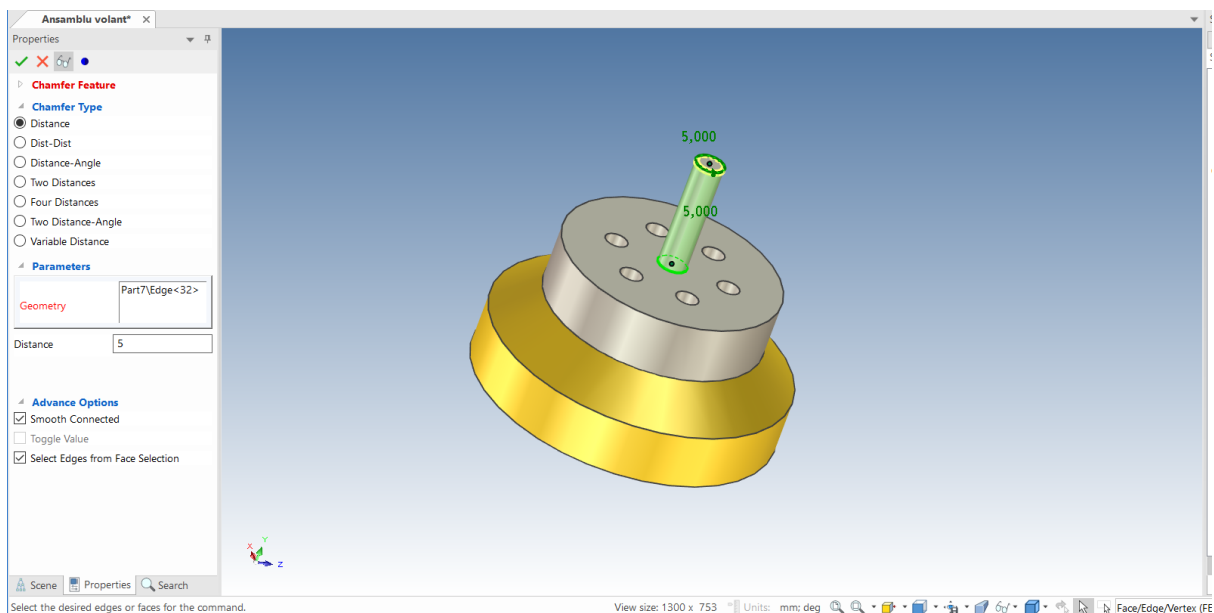 Ansamblu volant*
Properties
Chamfer Feature
Chamfer Type
Distance
Dist-Dist
Distance-Angle
Two Distances
Four Distances
Two Distance-Angle
Variable Distance
Parameters
Geometry
Part7\Edge<32>
Distance
5
Advance Options
Smooth Connected
Toggle Value
Select Edges from Face Selection
5,000
5,000
X
Y
Z
Scene
Properties
Search
Select the desired edges or faces for the command.
View size: 1300 x 753
Units: mm; deg
Face/Edge/Vertex (FE